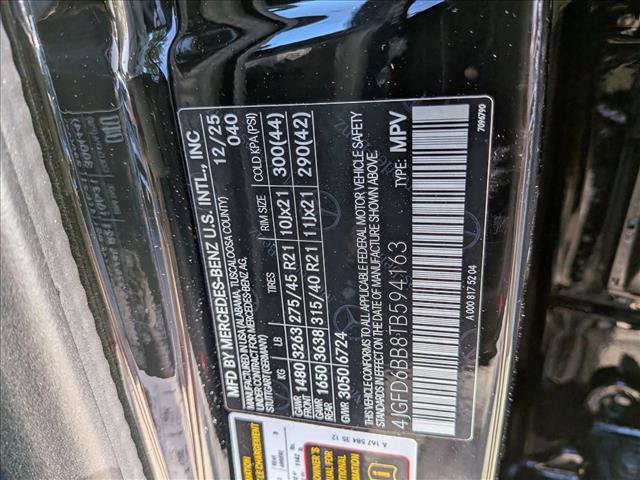 MFD BY MERCEDES-BENZ U.S. INTL., INC
MANUFACTURED IN USA (ALABAMA, TUSCALOOSA COUNTY)
UNDER CONTRACT FOR MERCEDES-BENZ AG,
STUTTGART (GERMANY)
12/25
040
KG LB TIRES RIM SIZE COLD KPA (PSI)
GAWR FRONT 1480 3263 275/45 R21 10Jx21 300(44)
GAWR REAR 1650 3638 315/40 R21 11Jx21 290(42)
GVWR 3050 6724
THIS VEHICLE CONFORMS TO ALL APPLICABLE FEDERAL MOTOR VEHICLE SAFETY
STANDARDS IN EFFECT ON THE DATE OF MANUFACTURE SHOWN ABOVE.
4JGFD6BB8TB594163 TYPE: MPV
A 000 817 52 04
7096790
A 167 584 35 12
OWNER'S
MANUAL FOR